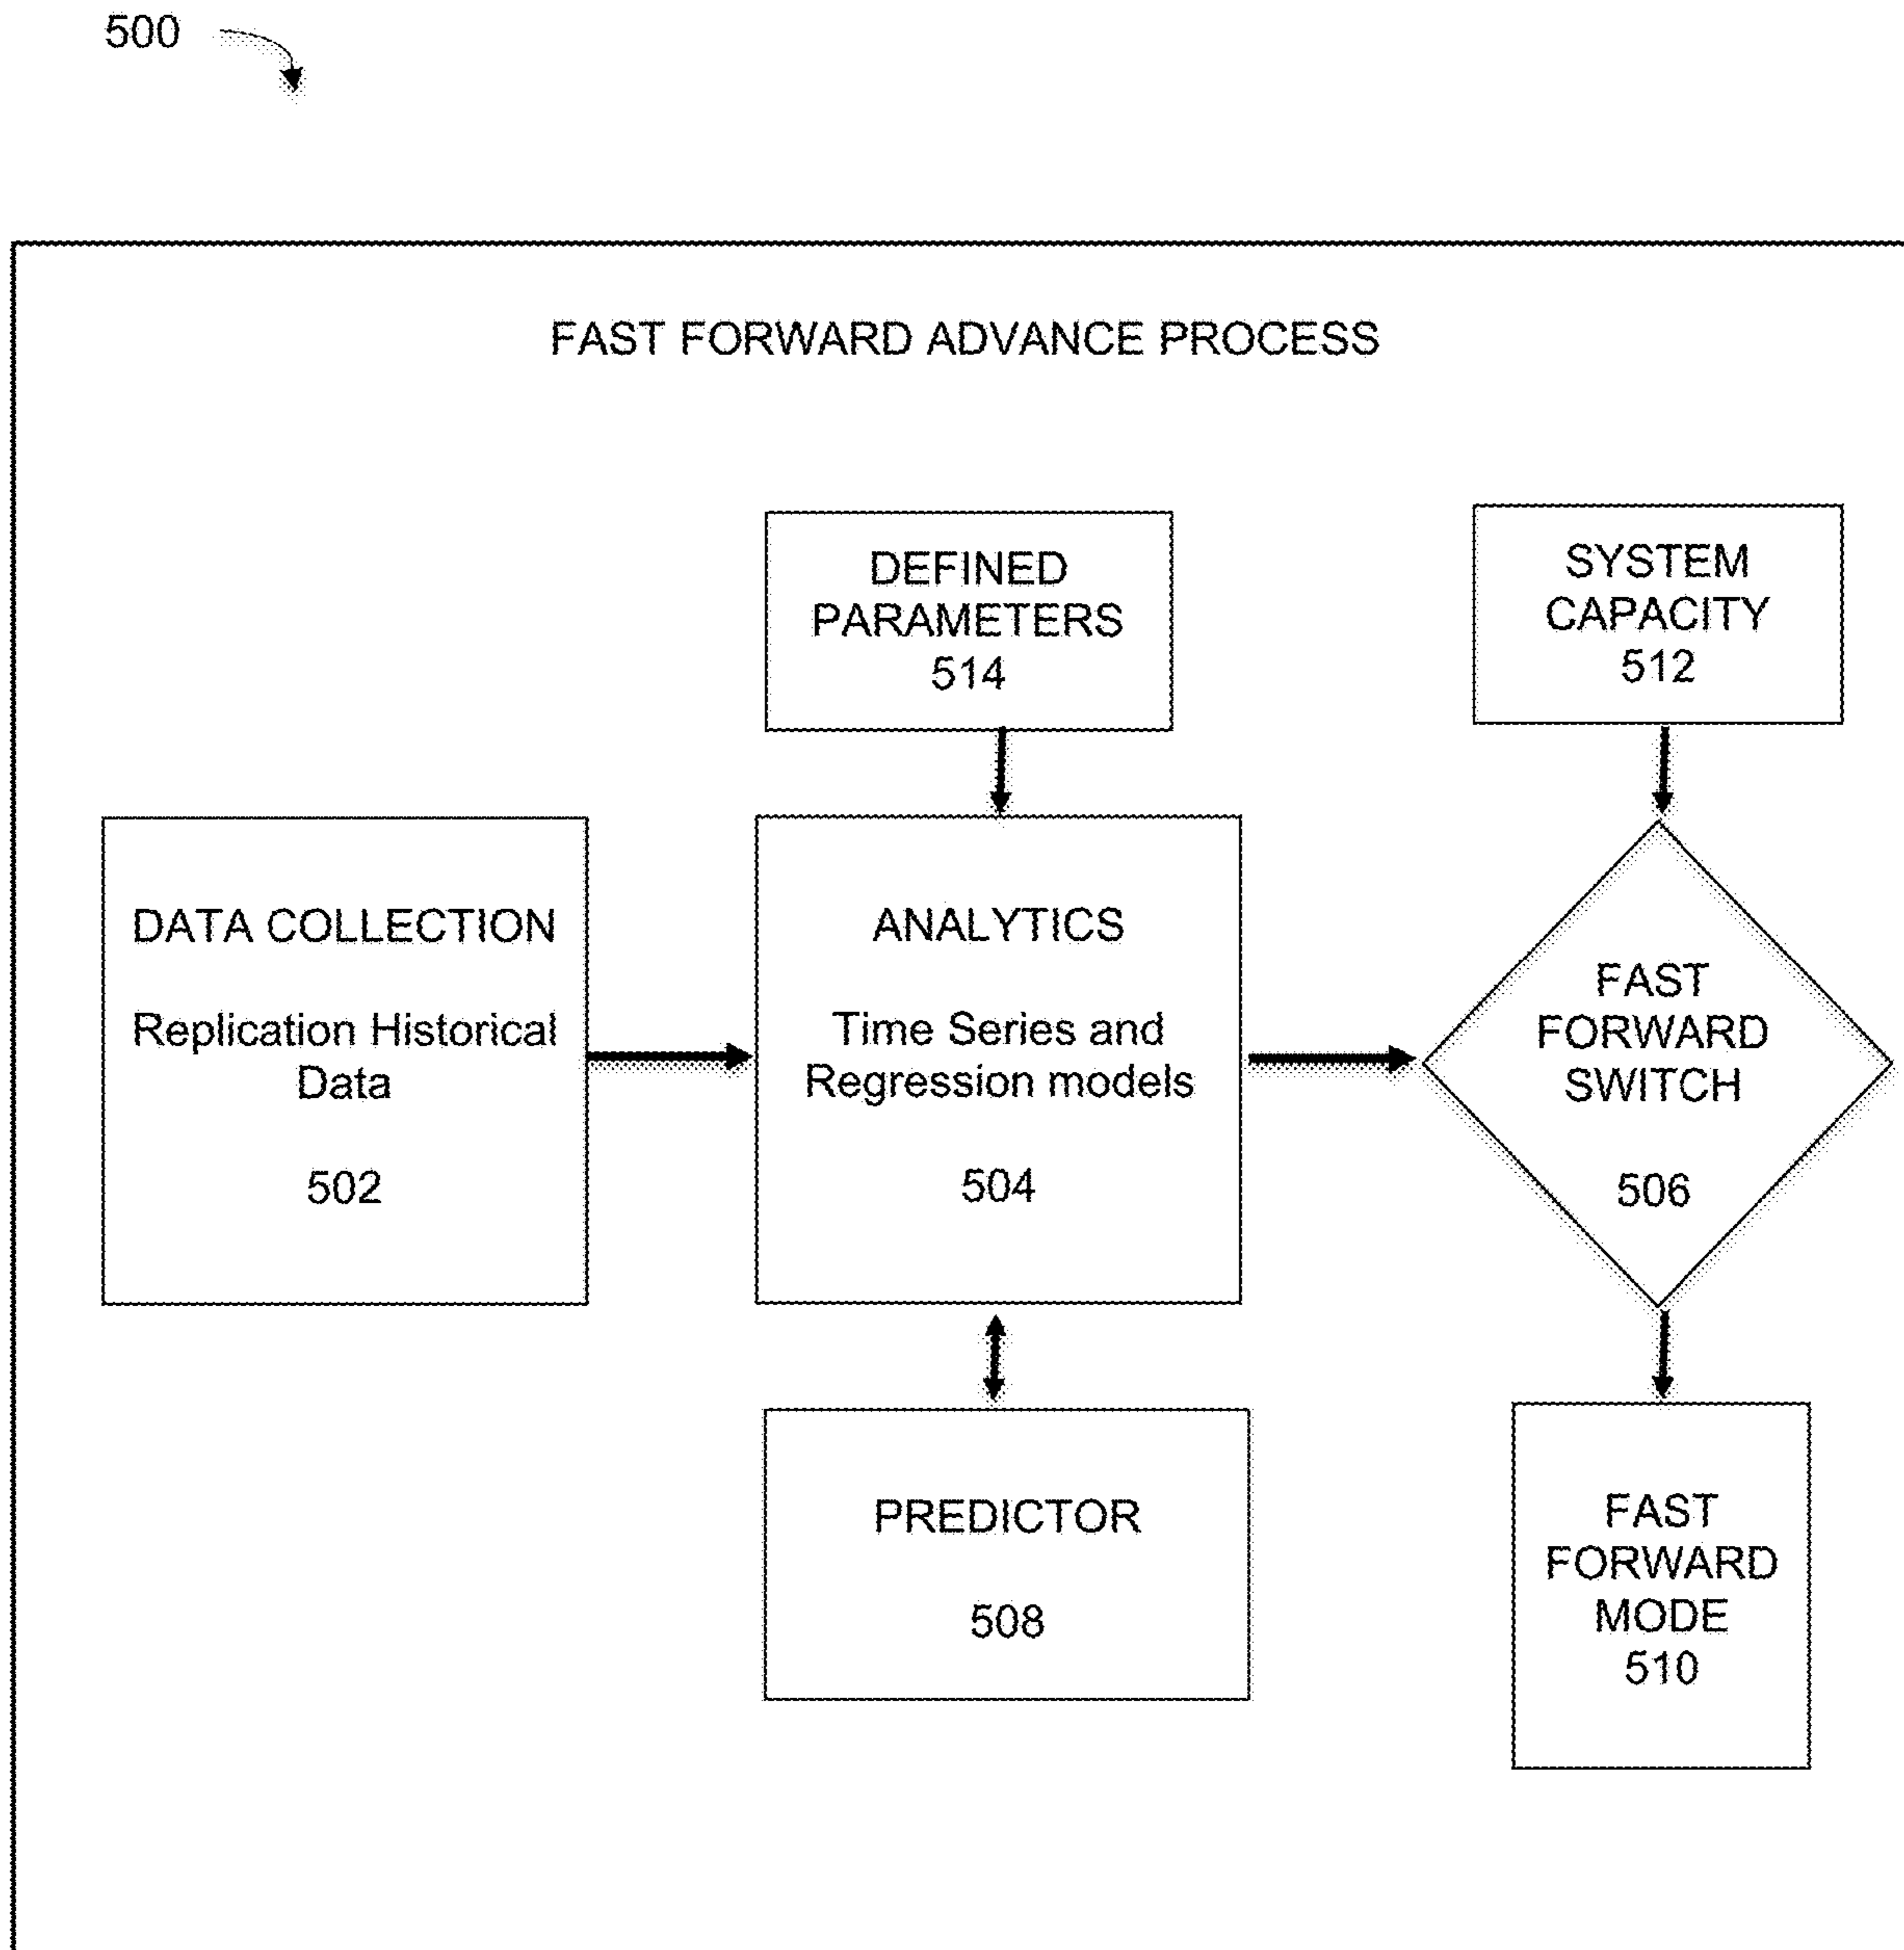 500
FAST FORWARD ADVANCE PROCESS
DEFINED
PARAMETERS
514
SYSTEM
CAPACITY
512
DATA COLLECTION
Replication Historical
Data
502
ANALYTICS
Time Series and
Regression models
504
FAST
FORWARD
SWITCH
506
PREDICTOR
508
FAST
FORWARD
MODE
510